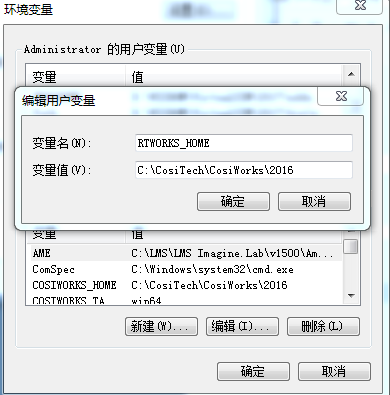 环境变量
Administrator 的用户变量(U)
变量 值
编辑用户变量
变量名(N): RTWORKS_HOME
变量值(V): C:\CosiTech\CosiWorks\2016
确定 取消
变量 值
AME C:\LMS\LMS Imagine.Lab\v1500\Am...
ComSpec C:\Windows\system32\cmd.exe
COSIWORKS_HOME C:\CosiTech\CosiWorks\2016
COSIWORKS_TA win64
新建(W)... 编辑(I)... 删除(L)
确定 取消